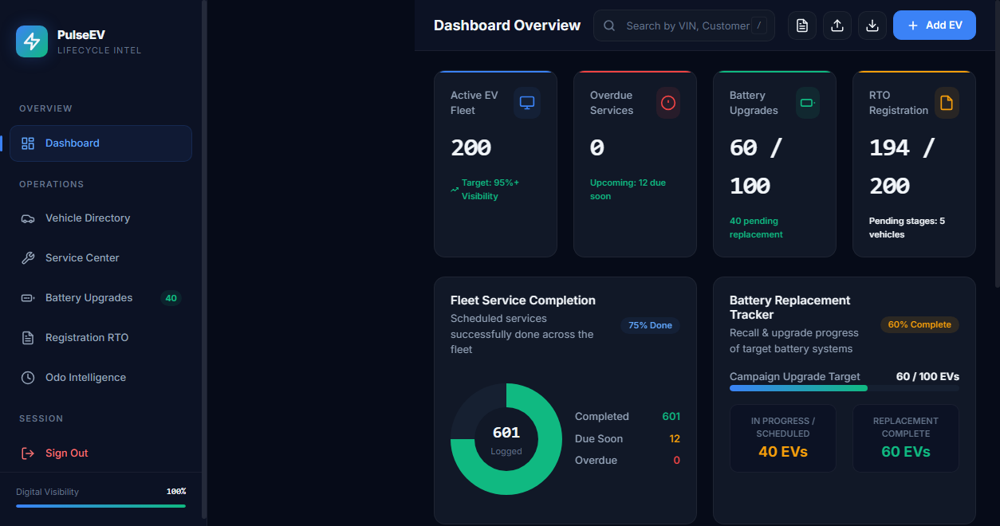 PulseEV
LIFECYCLE INTEL
OVERVIEW
Dashboard
OPERATIONS
Vehicle Directory
Service Center
Battery Upgrades 40
Registration RTO
Odo Intelligence
SESSION
Sign Out
Digital Visibility 100%
Dashboard Overview
Search by VIN, Customer /
Add EV
Active EV
Fleet
200
Target: 95%+
Visibility
Overdue
Services
0
Upcoming: 12 due
soon
Battery
Upgrades
60 /
100
40 pending
replacement
RTO
Registration
194 /
200
Pending stages: 5
vehicles
Fleet Service Completion
Scheduled services
successfully done across the
fleet
75% Done
601
Logged
Completed 601
Due Soon 12
Overdue 0
Battery Replacement
Tracker
Recall & upgrade progress
of target battery systems
60% Complete
Campaign Upgrade Target 60 / 100 EVs
IN PROGRESS /
SCHEDULED
40 EVs
REPLACEMENT
COMPLETE
60 EVs